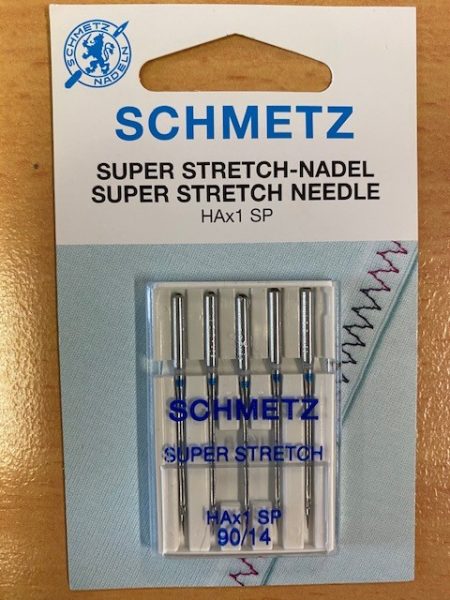 SCHMETZ
NADELN
SCHMETZ
SUPER STRETCH-NADEL
SUPER STRETCH NEEDLE
HAx1 SP
SCHMETZ
SUPER STRETCH
HAx1 SP
90/14